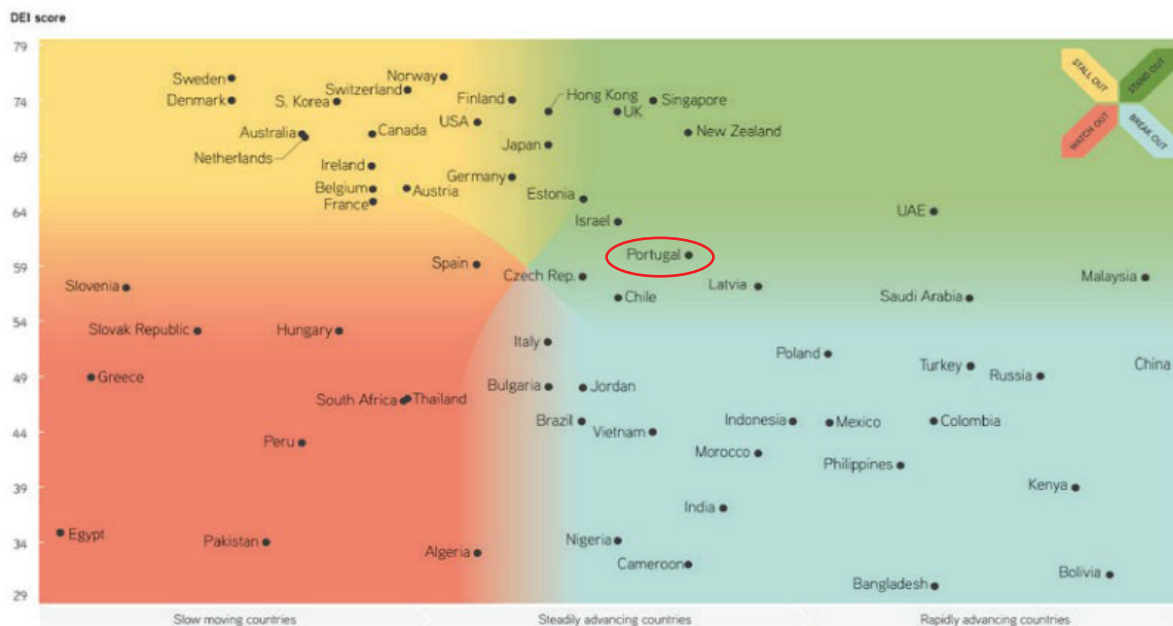 DEI score
79
74
69
64
59
54
49
44
39
34
29
STALL OUT
STAND OUT
WATCH OUT
BREAK OUT
Sweden
Norway
Switzerland
Denmark
S. Korea
Finland
Hong Kong
Singapore
UK
USA
Australia
Canada
New Zealand
Netherlands
Japan
Ireland
Germany
Belgium
Austria
France
Estonia
UAE
Israel
Portugal
Spain
Czech Rep.
Malaysia
Slovenia
Latvia
Chile
Saudi Arabia
Slovak Republic
Hungary
Italy
Poland
Turkey
China
Greece
Russia
Bulgaria
Jordan
South Africa
Thailand
Brazil
Indonesia
Mexico
Colombia
Vietnam
Peru
Morocco
Philippines
Kenya
India
Egypt
Pakistan
Nigeria
Algeria
Cameroon
Bolivia
Bangladesh
Slow moving countries
Steadily advancing countries
Rapidly advancing countries